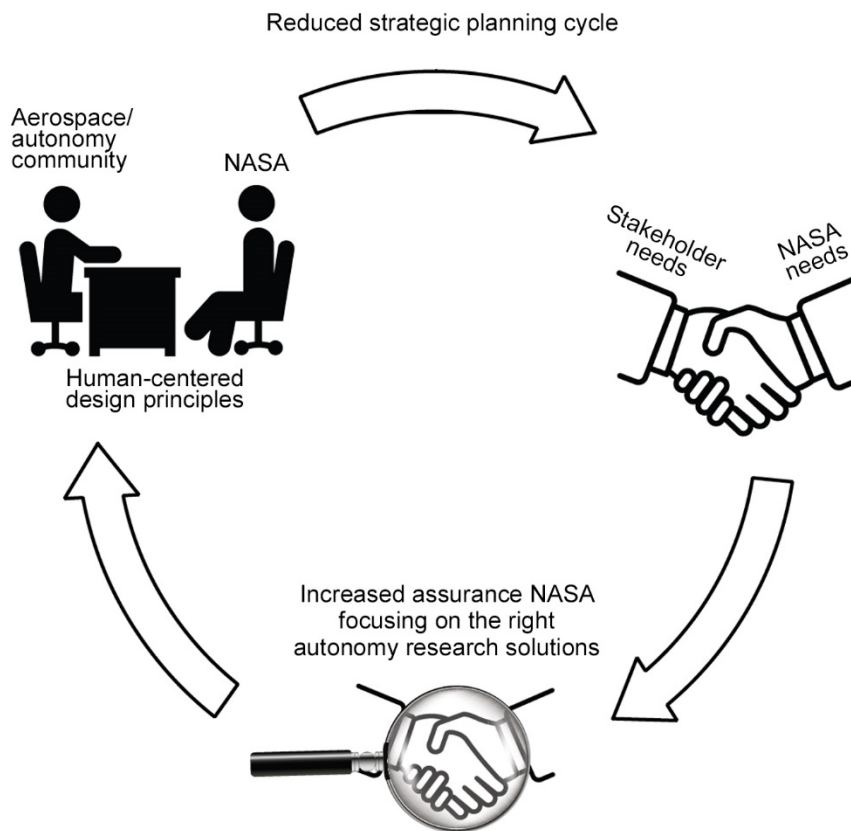 Reduced strategic planning cycle
Aerospace/
autonomy
community
NASA
Human-centered
design principles
Stakeholder
needs
NASA
needs
Increased assurance NASA
focusing on the right
autonomy research solutions